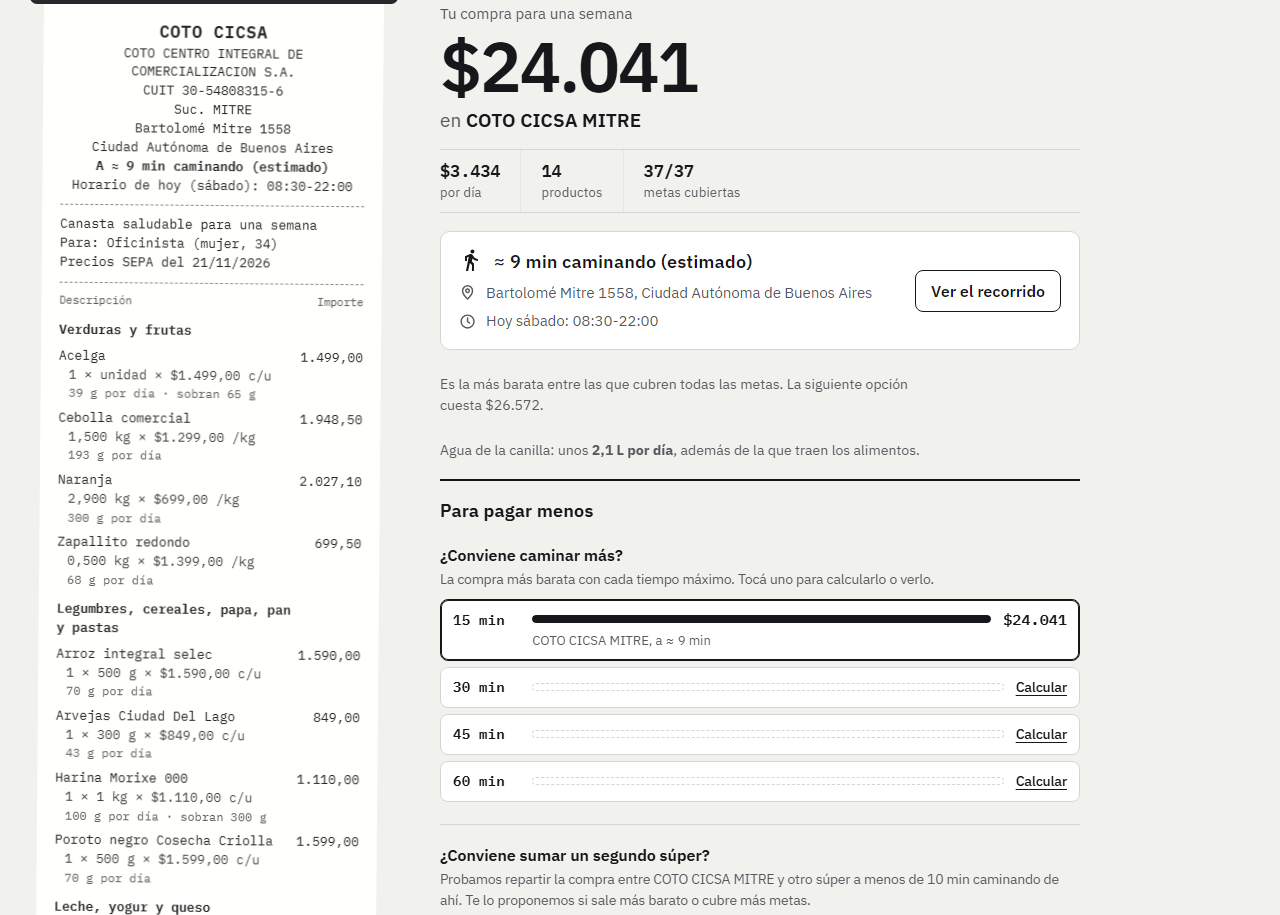 COTO CICSA
COTO CENTRO INTEGRAL DE
COMERCIALIZACION S.A.
CUIT 30-54808315-6
Suc. MITRE
Bartolomé Mitre 1558
Ciudad Autónoma de Buenos Aires
A ≈ 9 min caminando (estimado)
Horario de hoy (sábado): 08:30-22:00
Canasta saludable para una semana
Para: Oficinista (mujer, 34)
Precios SEPA del 21/11/2026
Descripción Importe
Verduras y frutas
Acelga 1.499,00
1 × unidad × $1.499,00 c/u
39 g por día · sobran 65 g
Cebolla comercial 1.948,50
1,500 kg × $1.299,00 /kg
193 g por día
Naranja 2.027,10
2,900 kg × $699,00 /kg
300 g por día
Zapallito redondo 699,50
0,500 kg × $1.399,00 /kg
68 g por día
Legumbres, cereales, papa, pan
y pastas
Arroz integral selec 1.590,00
1 × 500 g × $1.590,00 c/u
70 g por día
Arvejas Ciudad Del Lago 849,00
1 × 300 g × $849,00 c/u
43 g por día
Harina Morixe 000 1.110,00
1 × 1 kg × $1.110,00 c/u
100 g por día · sobran 300 g
Poroto negro Cosecha Criolla 1.599,00
1 × 500 g × $1.599,00 c/u
70 g por día
Leche, yogur y queso
Tu compra para una semana
$24.041
en COTO CICSA MITRE
$3.434
por día
14
productos
37/37
metas cubiertas
≈ 9 min caminando (estimado)
Bartolomé Mitre 1558, Ciudad Autónoma de Buenos Aires
Hoy sábado: 08:30-22:00
Ver el recorrido
Es la más barata entre las que cubren todas las metas. La siguiente opción
cuesta $26.572.
Agua de la canilla: unos 2,1 L por día, además de la que traen los alimentos.
Para pagar menos
¿Conviene caminar más?
La compra más barata con cada tiempo máximo. Tocá uno para calcularlo o verlo.
15 min $24.041
COTO CICSA MITRE, a ≈ 9 min
30 min Calcular
45 min Calcular
60 min Calcular
¿Conviene sumar un segundo súper?
Probamos repartir la compra entre COTO CICSA MITRE y otro súper a menos de 10 min caminando de
ahí. Te lo proponemos si sale más barato o cubre más metas.